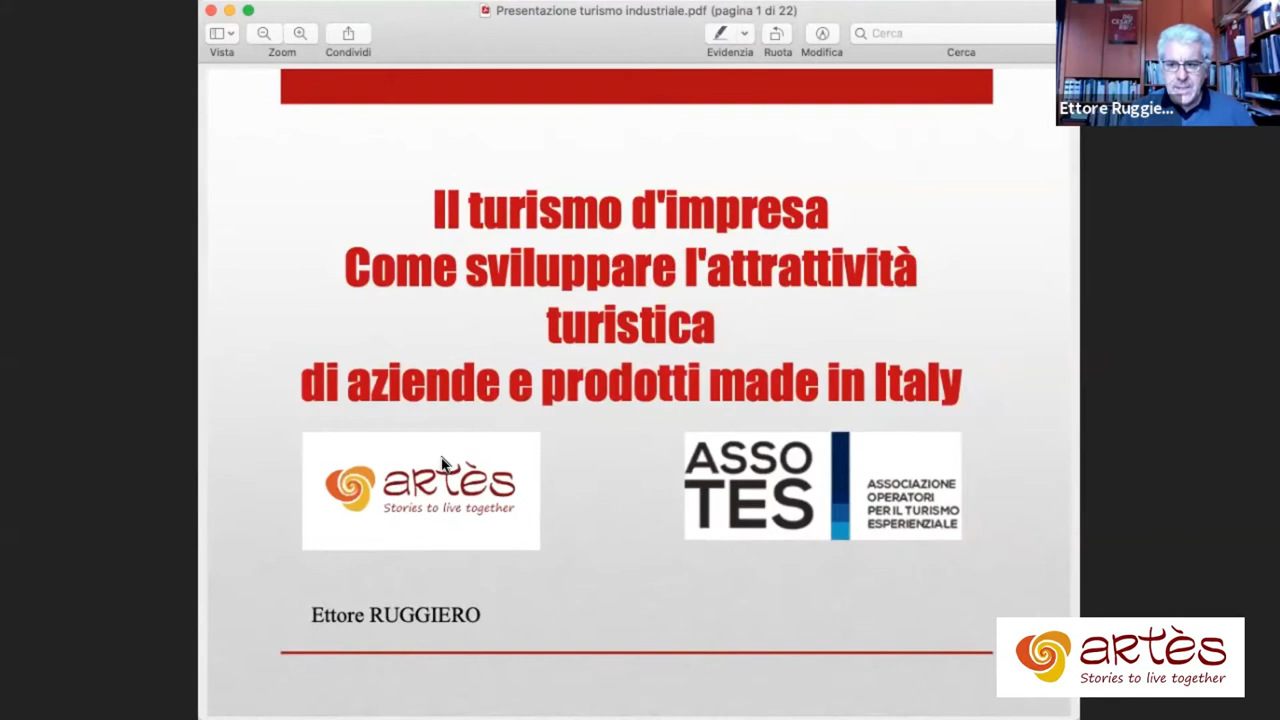 Presentazione turismo industriale.pdf (pagina 1 di 22)
Vista
Zoom
Condividi
Evidenzia
Ruota
Modifica
Cerca
Cerca
Ettore Ruggie...
Il turismo d'impresa
Come sviluppare l'attrattività
turistica
di aziende e prodotti made in Italy
artès
Stories to live together
ASSO
TES
ASSOCIAZIONE
OPERATORI
PER IL TURISMO
ESPERIENZIALE
Ettore RUGGIERO
artès
Stories to live together